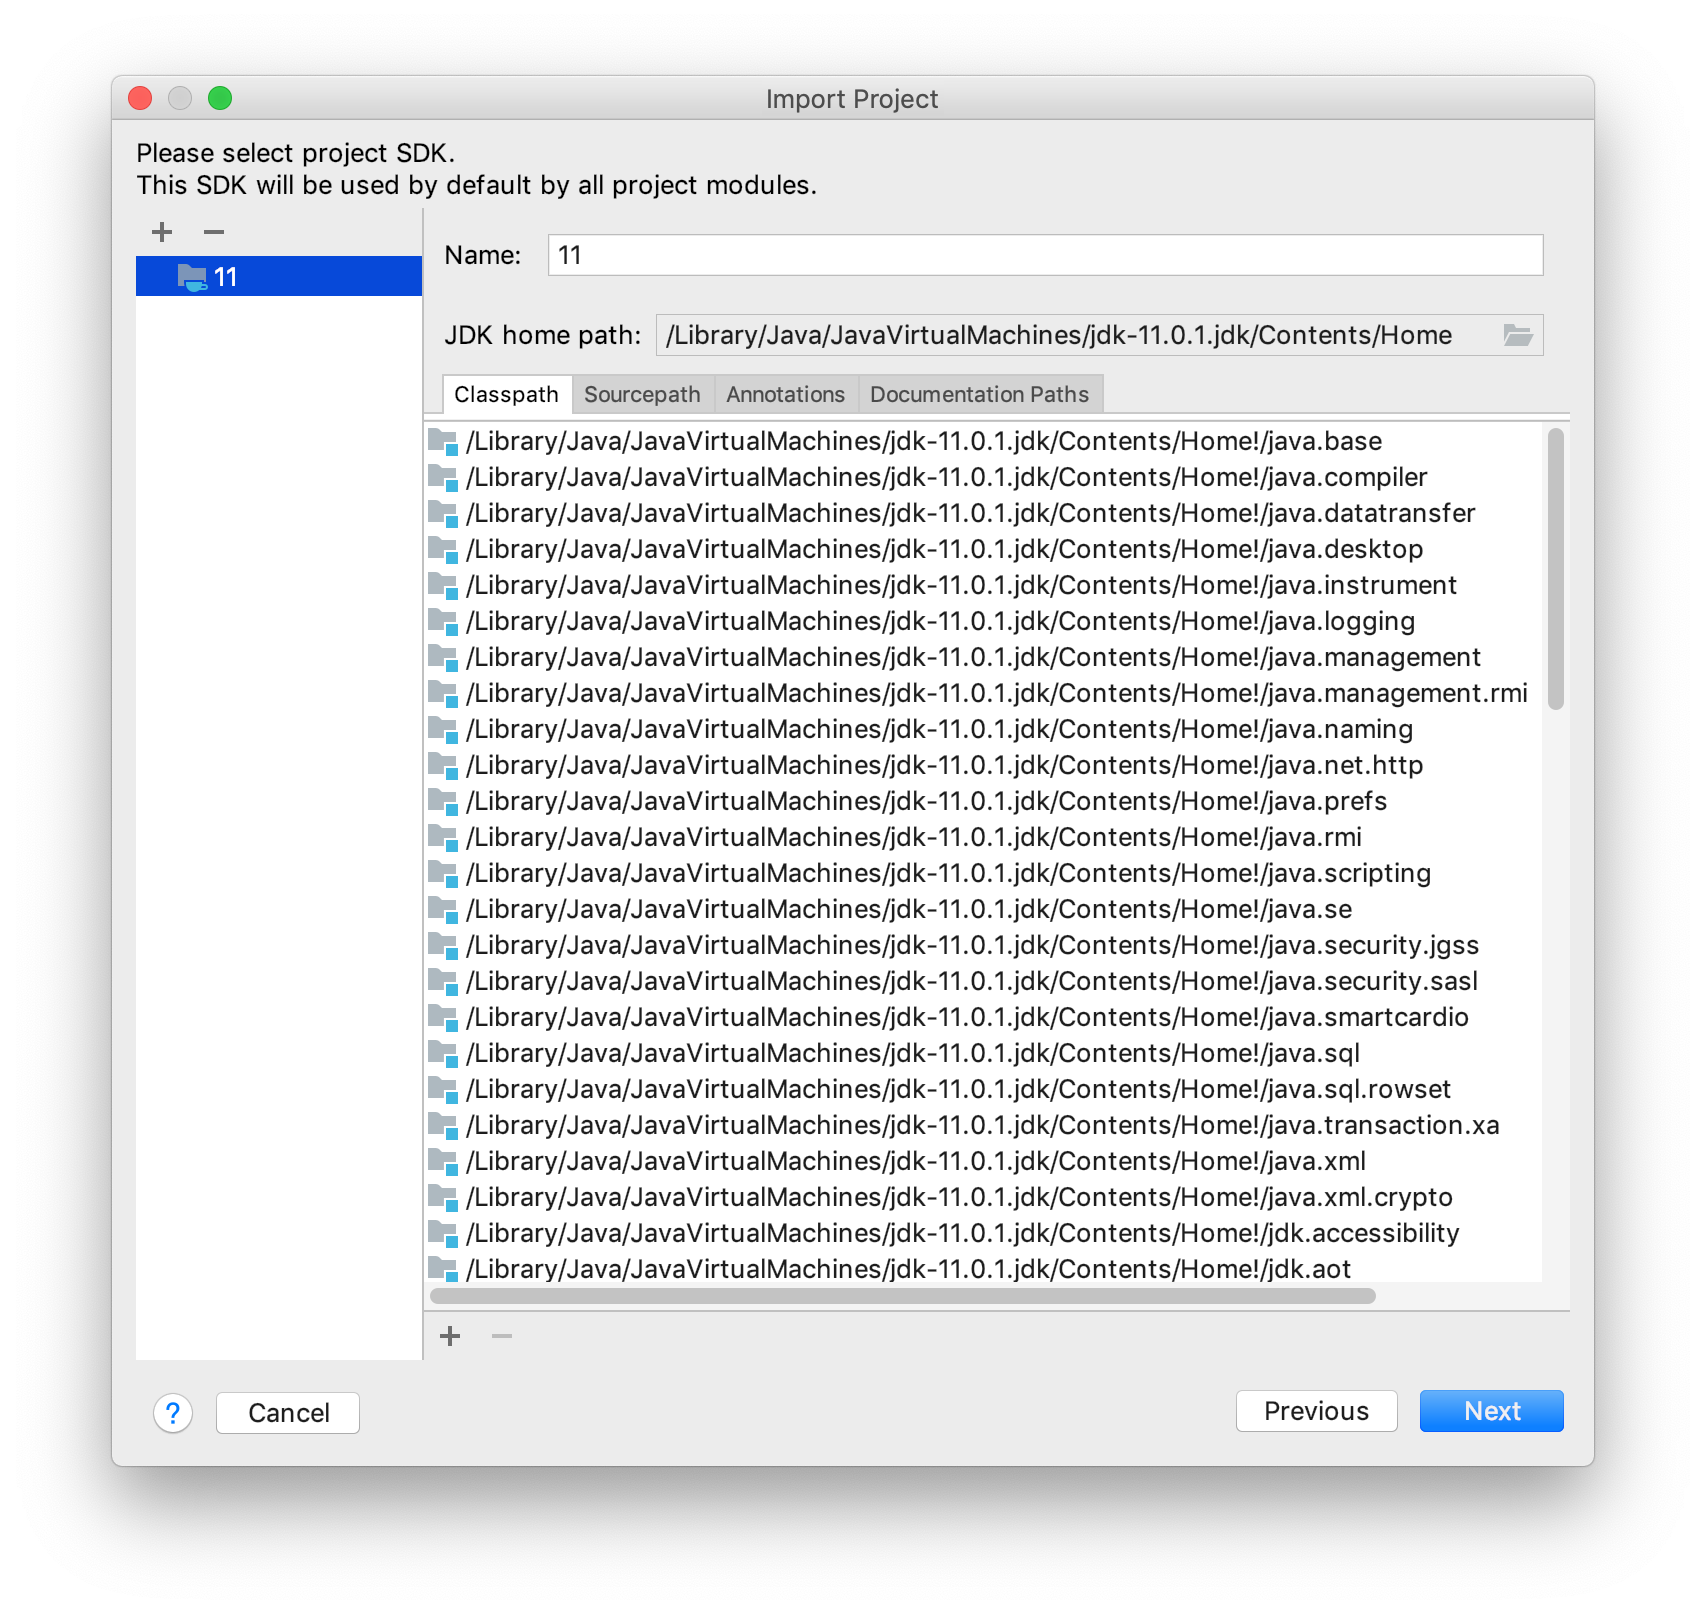 Import Project
Please select project SDK.
This SDK will be used by default by all project modules.
11
Name: 11
JDK home path: /Library/Java/JavaVirtualMachines/jdk-11.0.1.jdk/Contents/Home
Classpath Sourcepath Annotations Documentation Paths
/Library/Java/JavaVirtualMachines/jdk-11.0.1.jdk/Contents/Home!/java.base
/Library/Java/JavaVirtualMachines/jdk-11.0.1.jdk/Contents/Home!/java.compiler
/Library/Java/JavaVirtualMachines/jdk-11.0.1.jdk/Contents/Home!/java.datatransfer
/Library/Java/JavaVirtualMachines/jdk-11.0.1.jdk/Contents/Home!/java.desktop
/Library/Java/JavaVirtualMachines/jdk-11.0.1.jdk/Contents/Home!/java.instrument
/Library/Java/JavaVirtualMachines/jdk-11.0.1.jdk/Contents/Home!/java.logging
/Library/Java/JavaVirtualMachines/jdk-11.0.1.jdk/Contents/Home!/java.management
/Library/Java/JavaVirtualMachines/jdk-11.0.1.jdk/Contents/Home!/java.management.rmi
/Library/Java/JavaVirtualMachines/jdk-11.0.1.jdk/Contents/Home!/java.naming
/Library/Java/JavaVirtualMachines/jdk-11.0.1.jdk/Contents/Home!/java.net.http
/Library/Java/JavaVirtualMachines/jdk-11.0.1.jdk/Contents/Home!/java.prefs
/Library/Java/JavaVirtualMachines/jdk-11.0.1.jdk/Contents/Home!/java.rmi
/Library/Java/JavaVirtualMachines/jdk-11.0.1.jdk/Contents/Home!/java.scripting
/Library/Java/JavaVirtualMachines/jdk-11.0.1.jdk/Contents/Home!/java.se
/Library/Java/JavaVirtualMachines/jdk-11.0.1.jdk/Contents/Home!/java.security.jgss
/Library/Java/JavaVirtualMachines/jdk-11.0.1.jdk/Contents/Home!/java.security.sasl
/Library/Java/JavaVirtualMachines/jdk-11.0.1.jdk/Contents/Home!/java.smartcardio
/Library/Java/JavaVirtualMachines/jdk-11.0.1.jdk/Contents/Home!/java.sql
/Library/Java/JavaVirtualMachines/jdk-11.0.1.jdk/Contents/Home!/java.sql.rowset
/Library/Java/JavaVirtualMachines/jdk-11.0.1.jdk/Contents/Home!/java.transaction.xa
/Library/Java/JavaVirtualMachines/jdk-11.0.1.jdk/Contents/Home!/java.xml
/Library/Java/JavaVirtualMachines/jdk-11.0.1.jdk/Contents/Home!/java.xml.crypto
/Library/Java/JavaVirtualMachines/jdk-11.0.1.jdk/Contents/Home!/jdk.accessibility
/Library/Java/JavaVirtualMachines/jdk-11.0.1.jdk/Contents/Home!/jdk.aot
? Cancel Previous Next